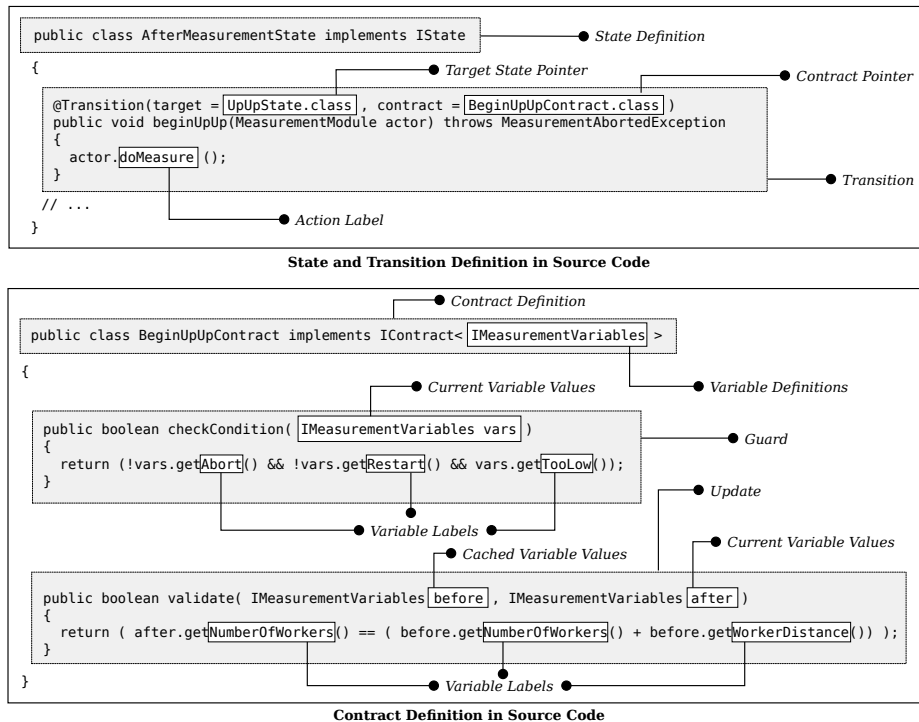 public class AfterMeasurementState implements IState
State Definition
{
Target State Pointer
Contract Pointer
@Transition(target = UpUpState.class , contract = BeginUpUpContract.class )
public void beginUpUp(MeasurementModule actor) throws MeasurementAbortedException
{
actor.doMeasure ();
}
Transition
// ...
Action Label
}
State and Transition Definition in Source Code
Contract Definition
public class BeginUpUpContract implements IContract< IMeasurementVariables >
{
Current Variable Values
Variable Definitions
public boolean checkCondition( IMeasurementVariables vars )
Guard
{
return (!vars.getAbort() && !vars.getRestart() && vars.getTooLow());
}
Update
Variable Labels
Cached Variable Values
Current Variable Values
public boolean validate( IMeasurementVariables before , IMeasurementVariables after )
{
return ( after.getNumberOfWorkers() == ( before.getNumberOfWorkers() + before.getWorkerDistance()) );
}
}
Variable Labels
Contract Definition in Source Code